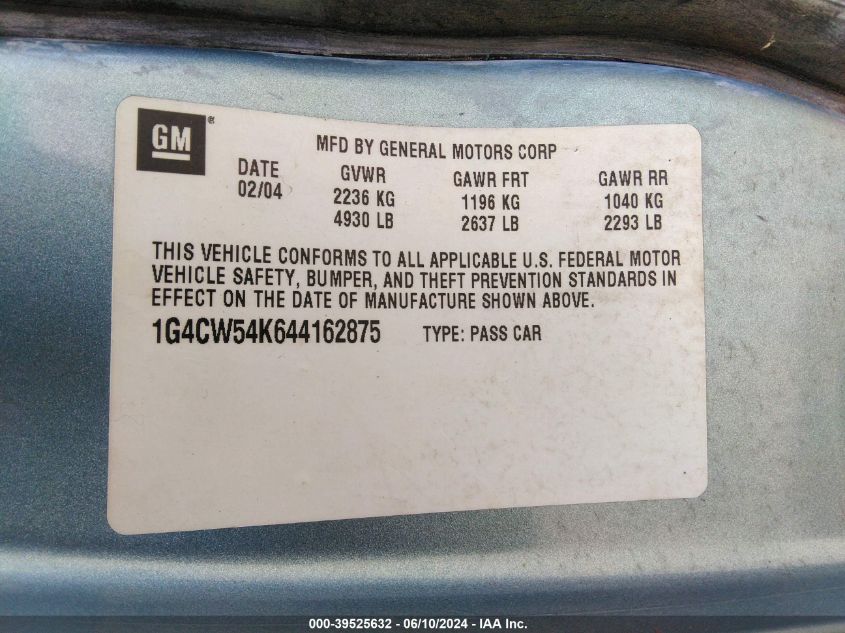 GM®
MFD BY GENERAL MOTORS CORP
DATE GVWR GAWR FRT GAWR RR
02/04 2236 KG 1196 KG 1040 KG
4930 LB 2637 LB 2293 LB
THIS VEHICLE CONFORMS TO ALL APPLICABLE U.S. FEDERAL MOTOR
VEHICLE SAFETY, BUMPER, AND THEFT PREVENTION STANDARDS IN
EFFECT ON THE DATE OF MANUFACTURE SHOWN ABOVE.
1G4CW54K644162875 TYPE: PASS CAR
000-39525632 - 06/10/2024 - IAA Inc.